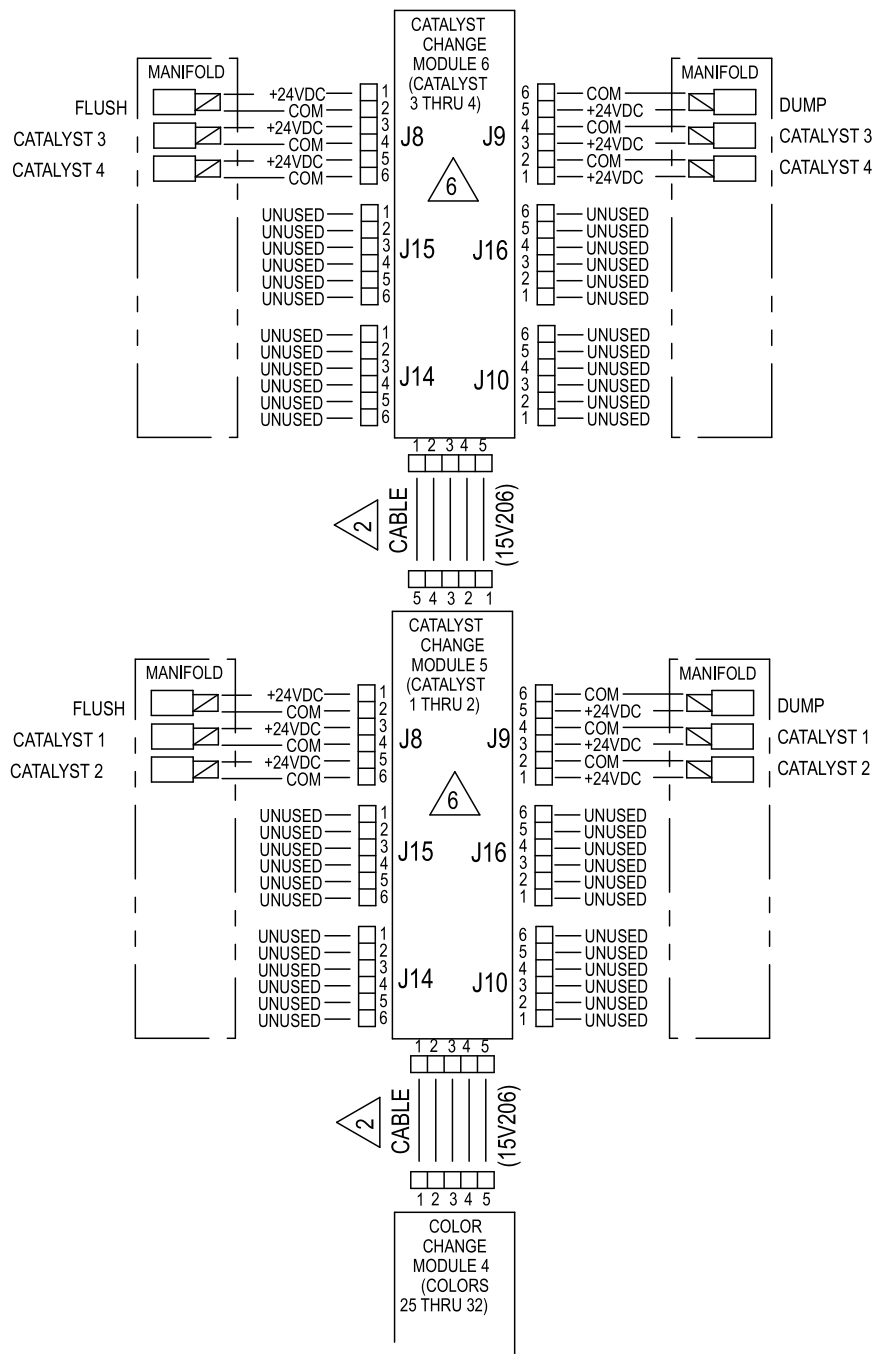 CATALYST
CHANGE
MODULE 6
(CATALYST
3 THRU 4)
MANIFOLD
FLUSH
CATALYST 3
CATALYST 4
+24VDC 1
COM 2
+24VDC 3
COM 4
+24VDC 5
COM 6
J8 J9
6
6 COM
5 +24VDC
4 COM
3 +24VDC
2 COM
1 +24VDC
MANIFOLD
DUMP
CATALYST 3
CATALYST 4
UNUSED 1
UNUSED 2
UNUSED 3
UNUSED 4
UNUSED 5
UNUSED 6
J15 J16
6 UNUSED
5 UNUSED
4 UNUSED
3 UNUSED
2 UNUSED
1 UNUSED
UNUSED 1
UNUSED 2
UNUSED 3
UNUSED 4
UNUSED 5
UNUSED 6
J14 J10
6 UNUSED
5 UNUSED
4 UNUSED
3 UNUSED
2 UNUSED
1 UNUSED
1 2 3 4 5
2
CABLE
(15V206)
5 4 3 2 1
CATALYST
CHANGE
MODULE 5
(CATALYST
1 THRU 2)
MANIFOLD
FLUSH
CATALYST 1
CATALYST 2
+24VDC 1
COM 2
+24VDC 3
COM 4
+24VDC 5
COM 6
J8 J9
6
6 COM
5 +24VDC
4 COM
3 +24VDC
2 COM
1 +24VDC
MANIFOLD
DUMP
CATALYST 1
CATALYST 2
UNUSED 1
UNUSED 2
UNUSED 3
UNUSED 4
UNUSED 5
UNUSED 6
J15 J16
6 UNUSED
5 UNUSED
4 UNUSED
3 UNUSED
2 UNUSED
1 UNUSED
UNUSED 1
UNUSED 2
UNUSED 3
UNUSED 4
UNUSED 5
UNUSED 6
J14 J10
6 UNUSED
5 UNUSED
4 UNUSED
3 UNUSED
2 UNUSED
1 UNUSED
1 2 3 4 5
2
CABLE
(15V206)
1 2 3 4 5
COLOR
CHANGE
MODULE 4
(COLORS
25 THRU 32)